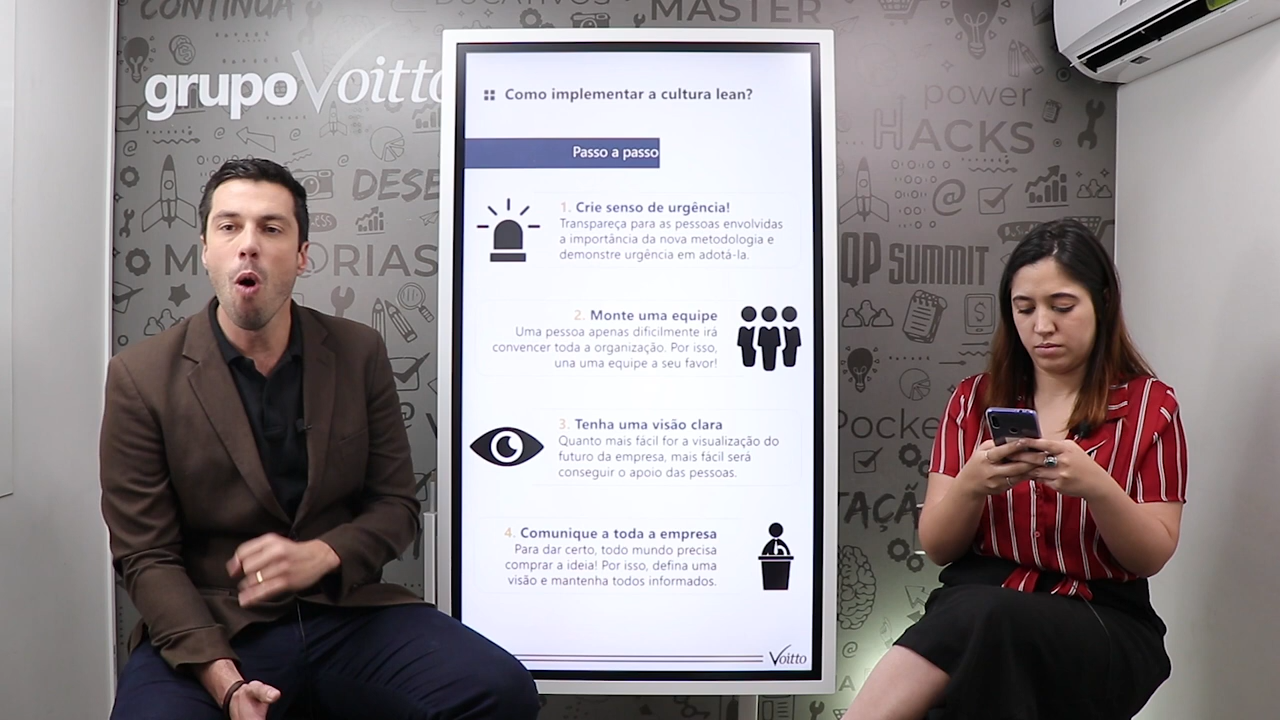 CONTINUA
MASTER
grupoVoitto
power
HACKS
DESE
@
M
ORIAS
QP SUMMIT
Pocke
TAÇÃ
Como implementar a cultura lean?
Passo a passo
1. Crie senso de urgência!
Transpareça para as pessoas envolvidas
a importância da nova metodologia e
demonstre urgência em adotá-la.
2. Monte uma equipe
Uma pessoa apenas dificilmente irá
convencer toda a organização. Por isso,
una uma equipe a seu favor!
3. Tenha uma visão clara
Quanto mais fácil for a visualização do
futuro da empresa, mais fácil será
conseguir o apoio das pessoas.
4. Comunique a toda a empresa
Para dar certo, todo mundo precisa
comprar a ideia! Por isso, defina uma
visão e mantenha todos informados.
Voitto